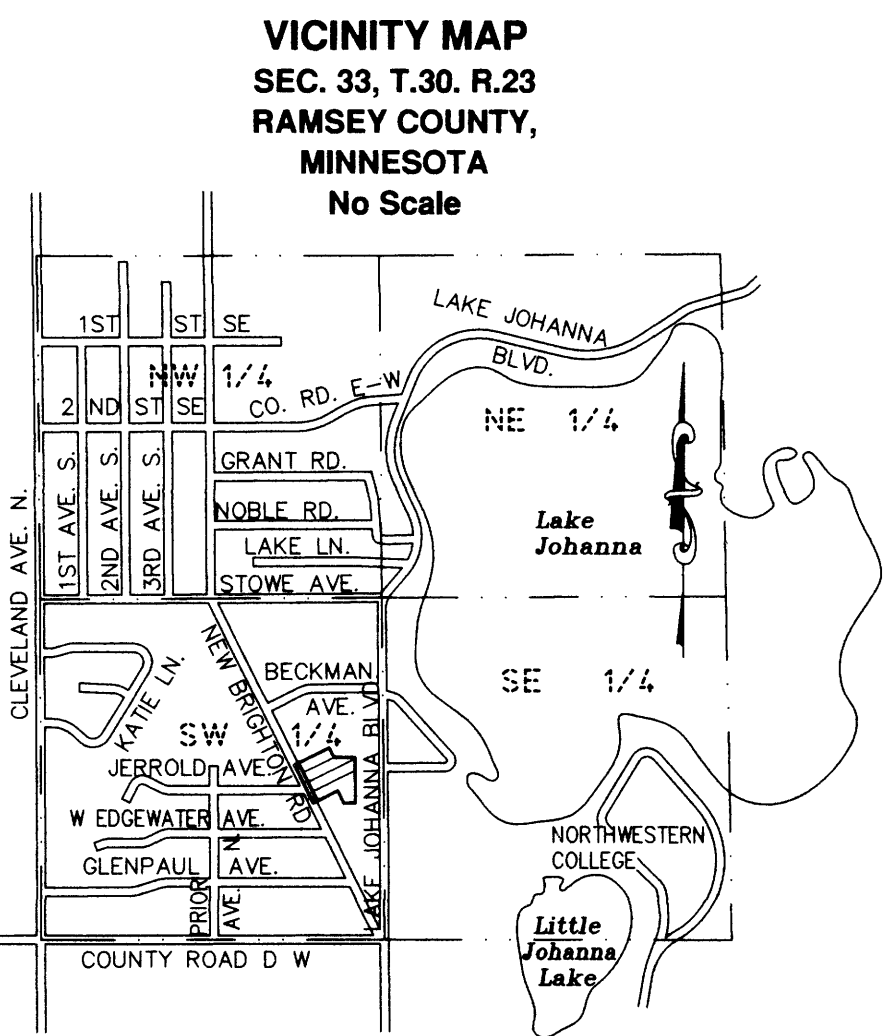 VICINITY MAP
SEC. 33, T.30. R.23
RAMSEY COUNTY,
MINNESOTA
No Scale
LAKE JOHANNA
BLVD.
1ST ST SE
NW 1/4
CO. RD. E-W
2 ND ST SE
NE 1/4
GRANT RD.
NOBLE RD.
LAKE LN.
STOWE AVE.
1ST AVE. S.
2ND AVE. S.
3RD AVE. S.
CLEVELAND AVE. N.
Lake
Johanna
KATIE LN.
NEW BRIGHTON RD
BECKMAN
AVE.
LAKE JOHANNA BLVD
SW 1/4
SE 1/4
JERROLD AVE.
W EDGEWATER AVE.
GLENPAUL AVE.
PRIOR
AVE. N
COUNTY ROAD D W
NORTHWESTERN
COLLEGE
Little
Johanna
Lake